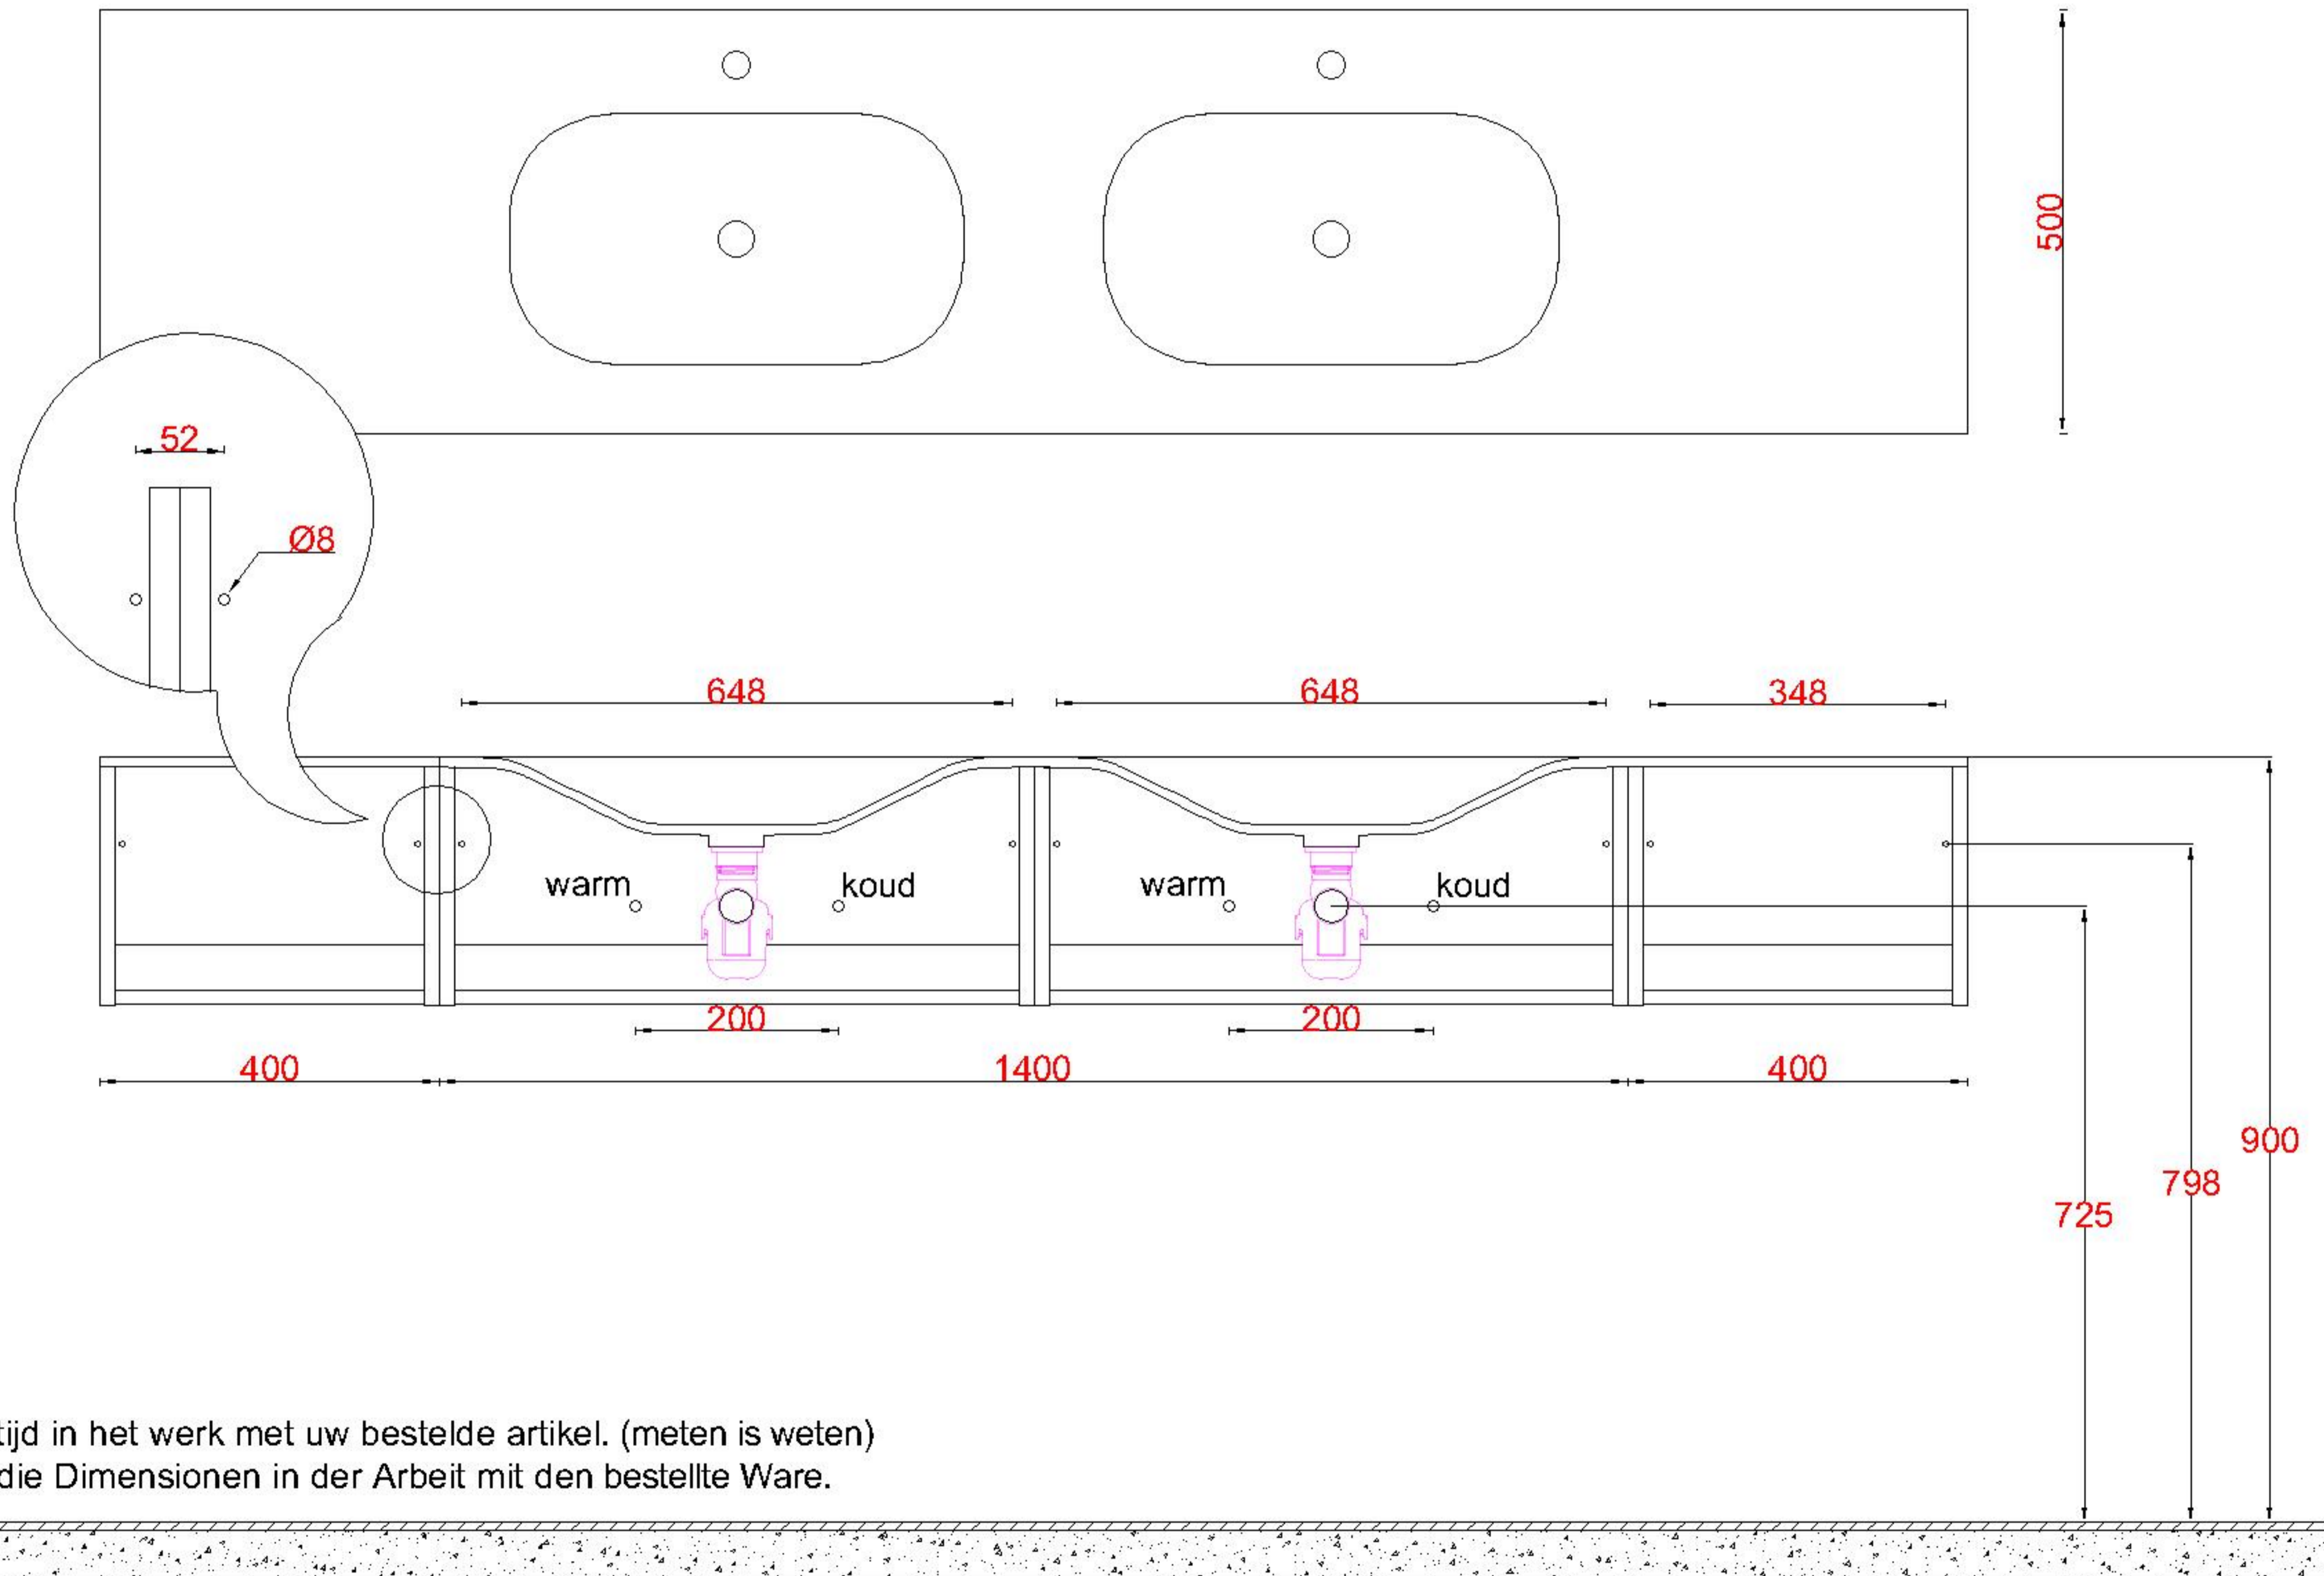 500
52
Ø8
648
648
348
warm
koud
warm
koud
200
200
400
1400
400
900
798
725
in het werk met uw bestelde artikel. (meten is weten)
die Dimensionen in der Arbeit mit den bestellte Ware.